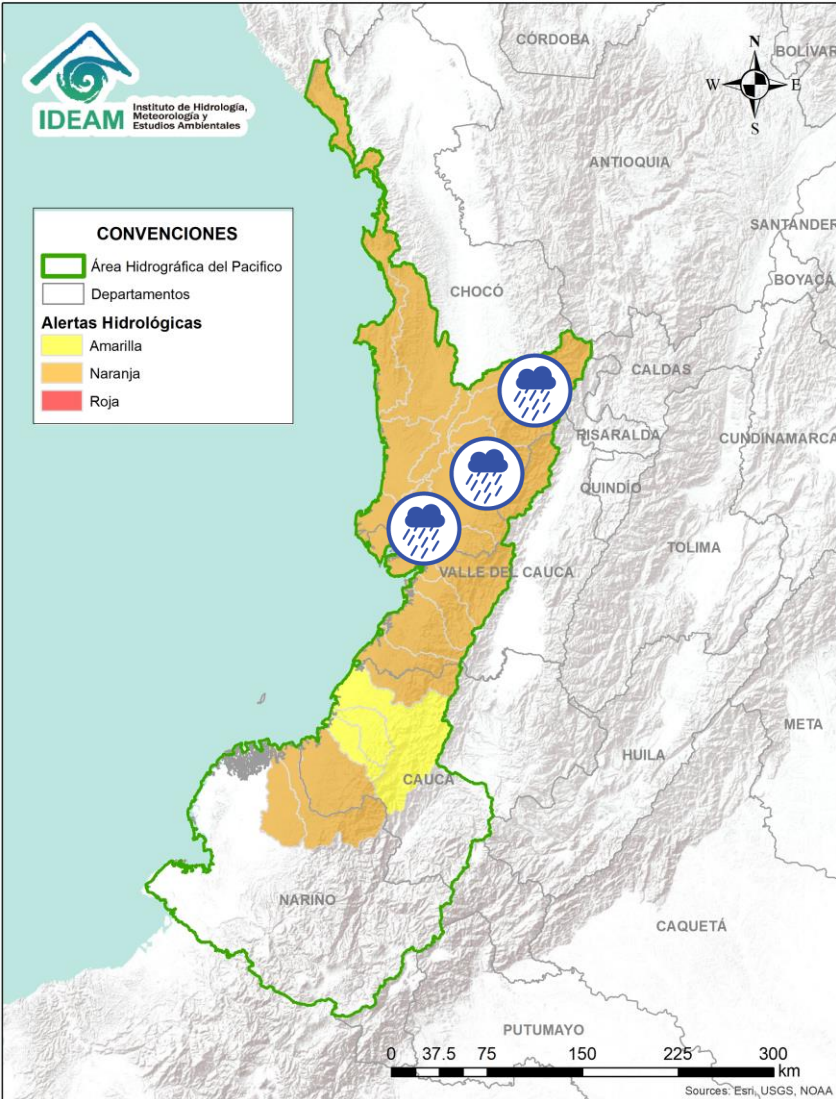 IDEAM
Instituto de Hidrología,
Meteorología y
Estudios Ambientales
CONVENCIONES
Área Hidrográfica del Pacifico
Departamentos
Alertas Hidrológicas
Amarilla
Naranja
Roja
N
W
E
S
CÓRDOBA
BOLÍVAR
ANTIOQUIA
SANTANDER
BOYACÁ
CHOCÓ
CALDAS
RISARALDA
CUNDINAMARCA
QUINDÍO
TOLIMA
VALLE DEL CAUCA
META
HUILA
CAUCA
NARIÑO
CAQUETÁ
PUTUMAYO
0 37.5 75 150 225 300
km
Sources: Esri, USGS, NOAA